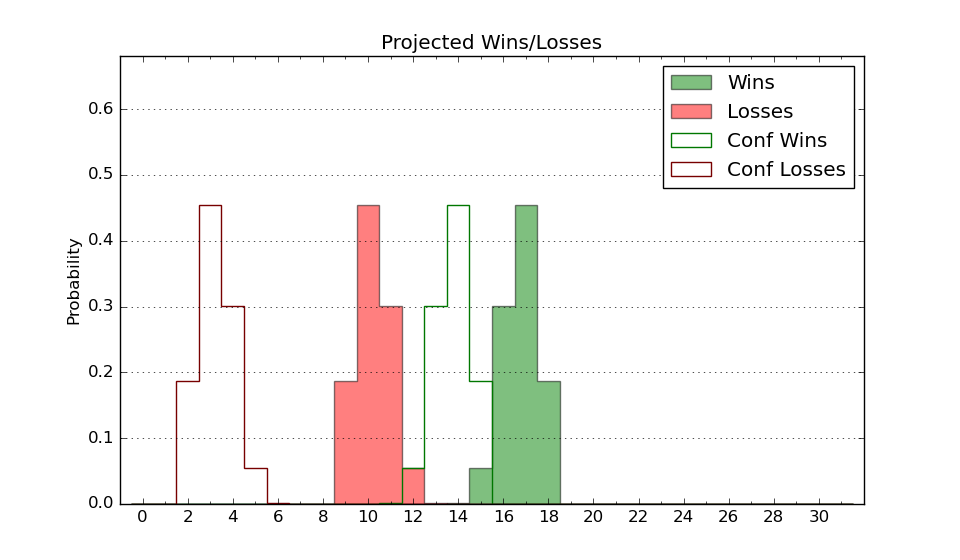 Projected Wins/Losses
Wins
Losses
Conf Wins
Conf Losses
Probability
0.6
0.5
0.4
0.3
0.2
0.1
0.0
0 2 4 6 8 10 12 14 16 18 20 22 24 26 28 30